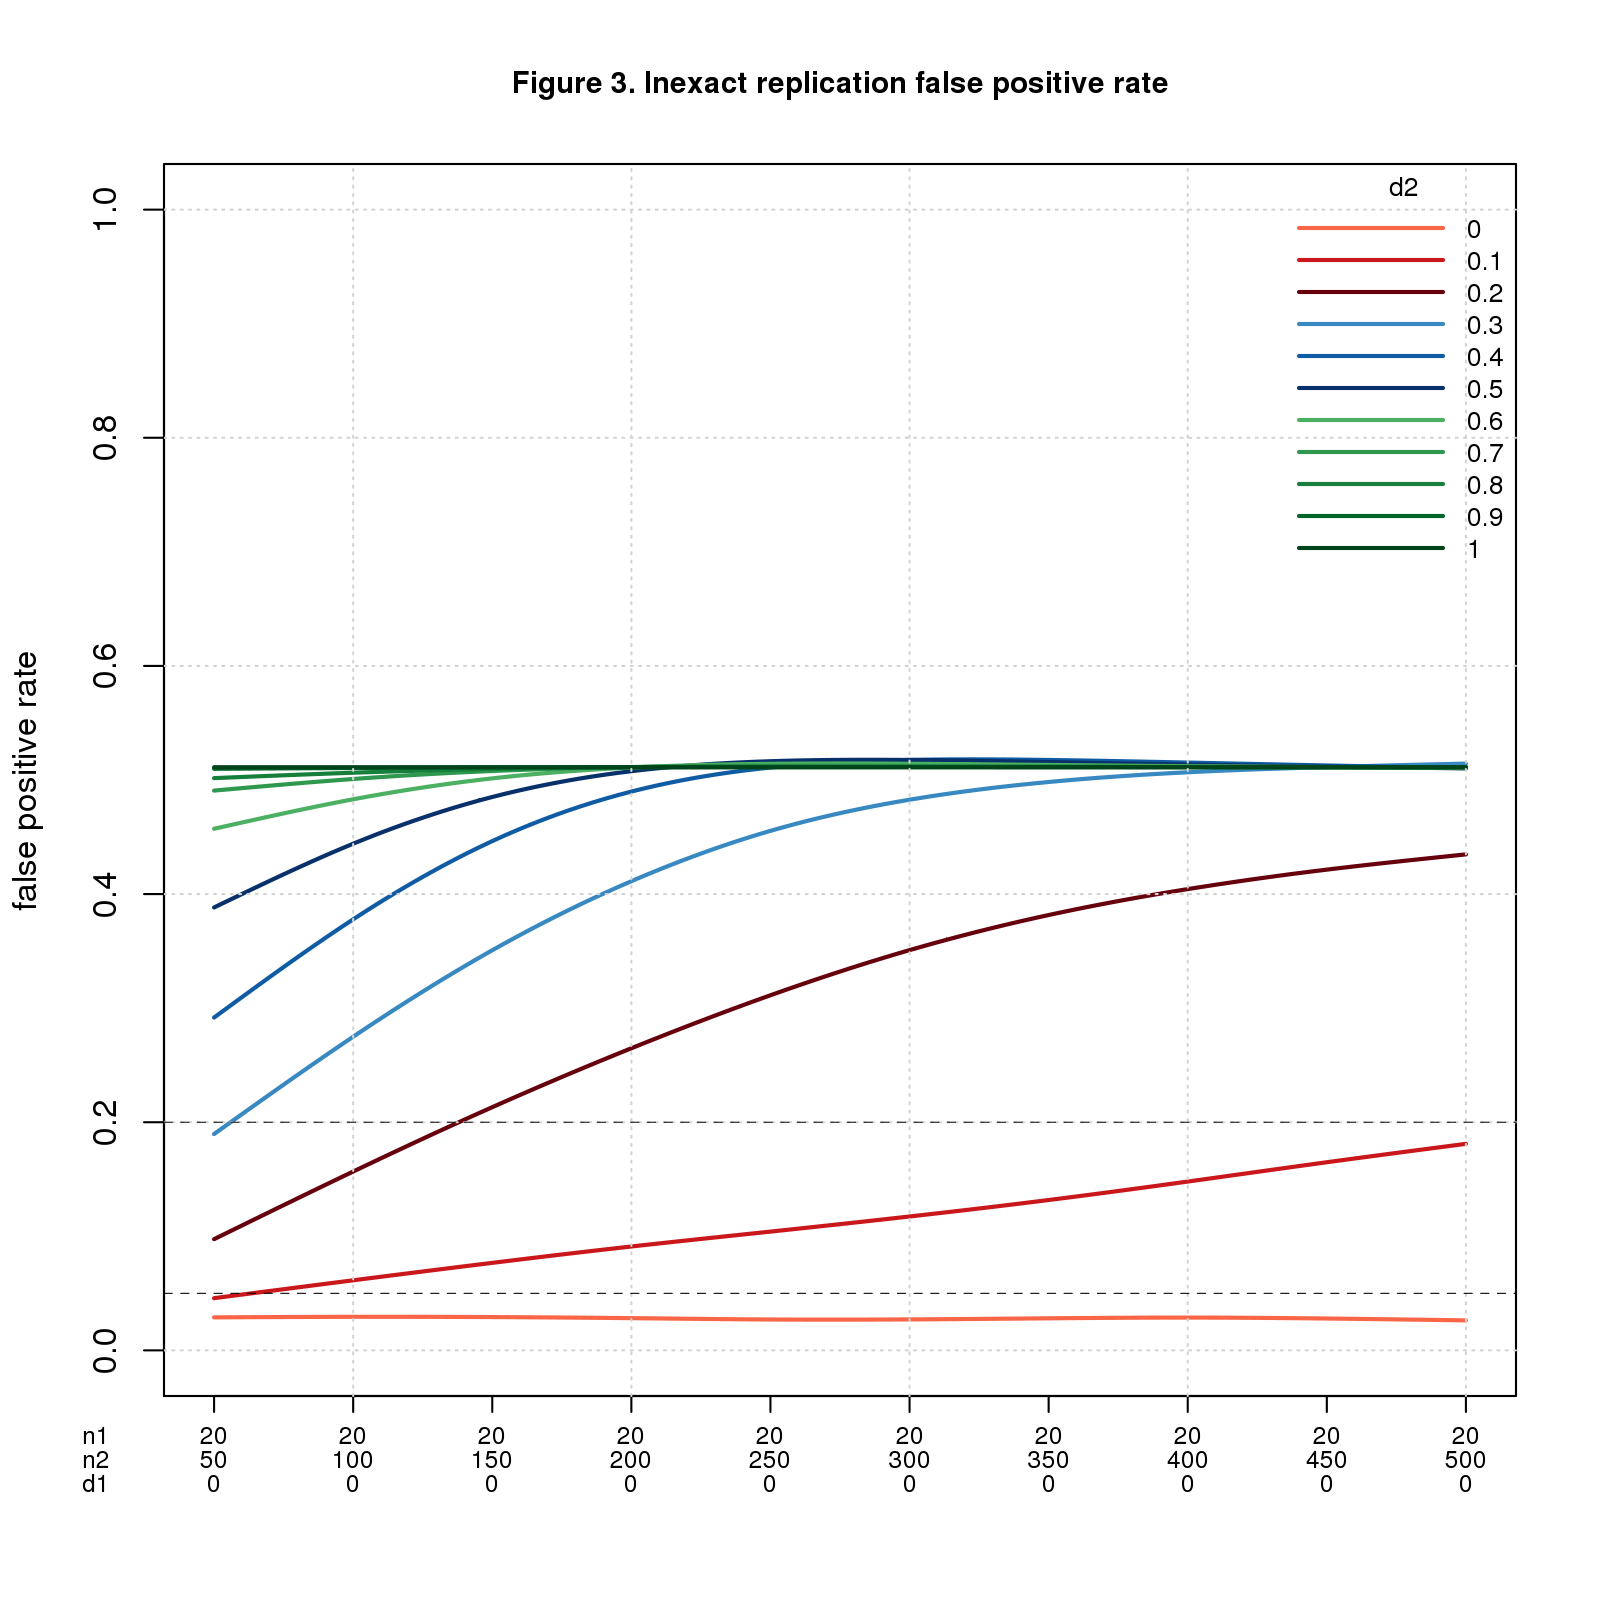 Figure 3. Inexact replication false positive rate
d2
0
0.1
0.2
0.3
0.4
0.5
0.6
0.7
0.8
0.9
1
false positive rate
1.0
0.8
0.6
0.4
0.2
0.0
n1 20 20 20 20 20 20 20 20 20 20
n2 50 100 150 200 250 300 350 400 450 500
d1 0 0 0 0 0 0 0 0 0 0